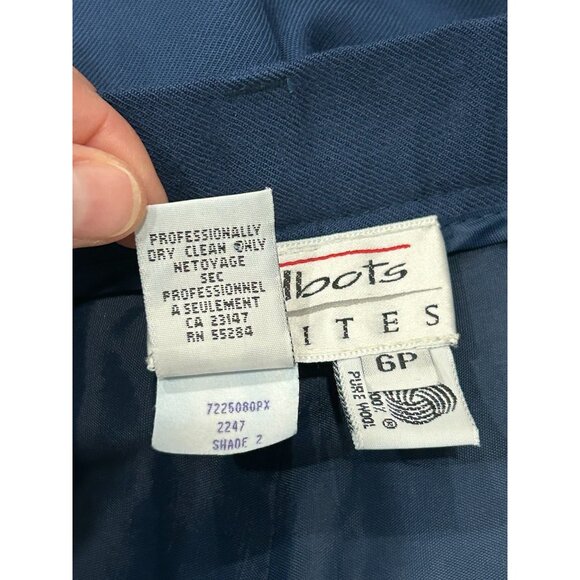 PROFESSIONALLY
DRY CLEAN ONLY
NETOYAGE
SEC
PROFESSIONNEL
A SEULEMENT
CA 23147
RN 55284
7225080PX
2247
SHADE 2
lbots
ITES
6P
PURE WOOL
100% ®